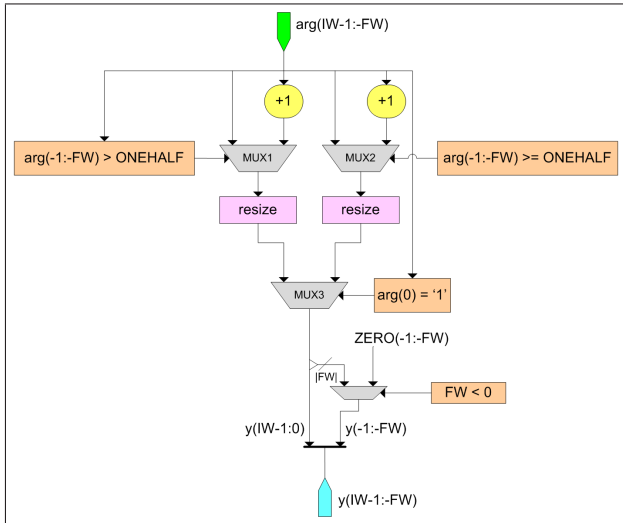 arg(IW-1:-FW)
+1
+1
arg(-1:-FW) > ONEHALF
MUX1
MUX2
arg(-1:-FW) >= ONEHALF
resize
resize
MUX3
arg(0) = ‘1’
ZERO(-1:-FW)
|FW|
FW < 0
y(IW-1:0)
y(-1:-FW)
y(IW-1:-FW)